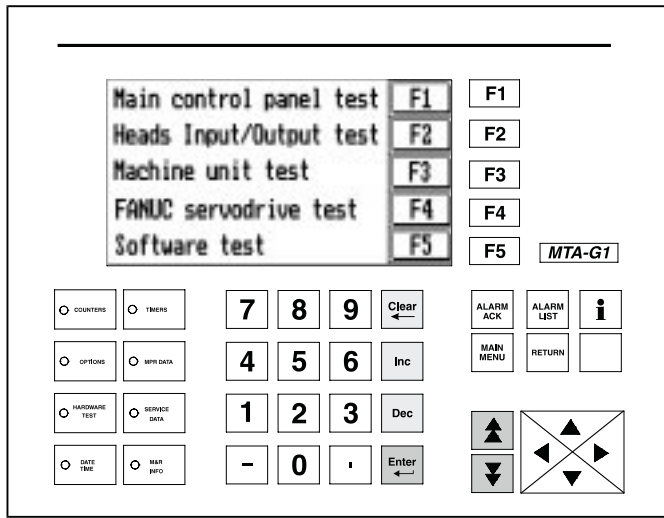 Main control panel test F1 F1
Heads Input/Output test F2 F2
Machine unit test F3 F3
FANUC servodrive test F4 F4
Software test F5 F5 MTA-G1
COUNTERS TIMERS
OPTIONS MPR DATA
HARDWARE TEST SERVICE DATA
DATE TIME M&R INFO
7 8 9 Clear
4 5 6 Inc
1 2 3 Dec
- 0 . Enter
ALARM ACK ALARM LIST i
MAIN MENU RETURN